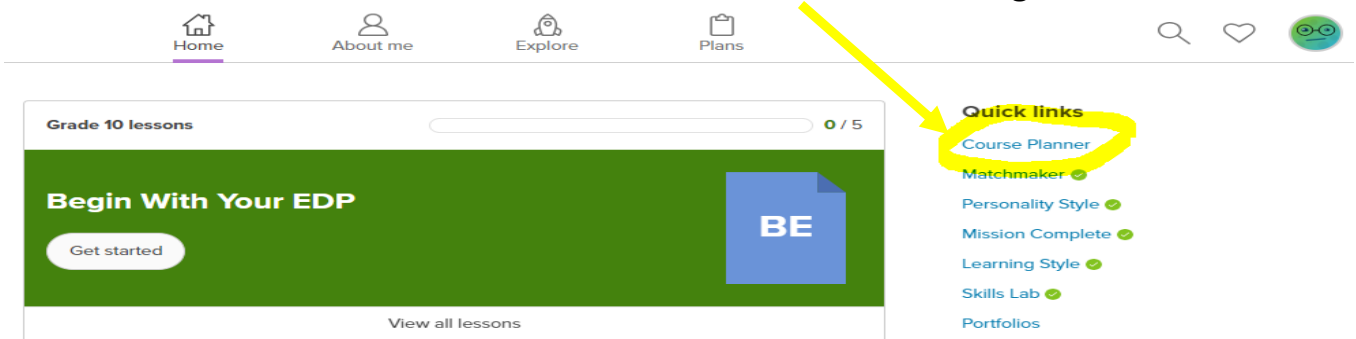 Home
About me
Explore
Plans
Grade 10 lessons
0 / 5
Begin With Your EDP
BE
Get started
View all lessons
Quick links
Course Planner
Matchmaker
Personality Style
Mission Complete
Learning Style
Skills Lab
Portfolios